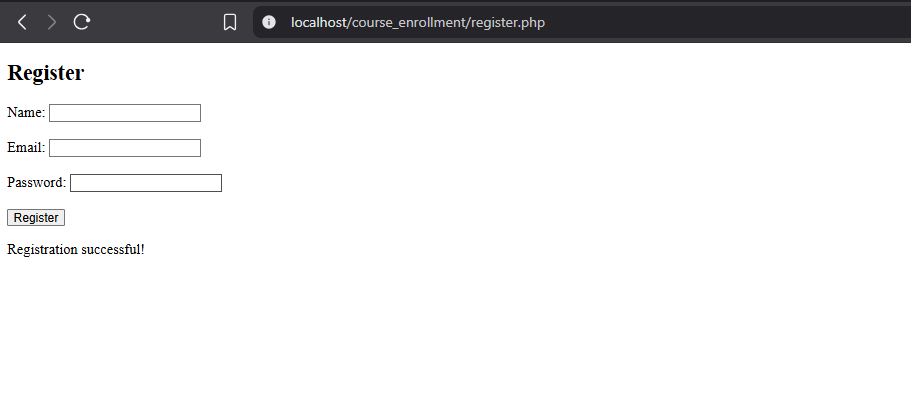 localhost/course_enrollment/register.php
Register
Name:
Email:
Password:
Register
Registration successful!